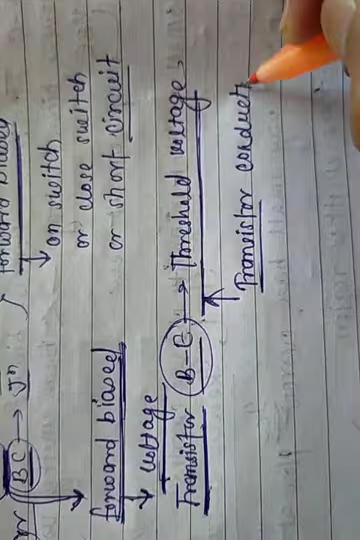 BC → Jn
forward biased
↓
on switch
or close switch
or short circuit
forward biased
↓ voltage
Transistor B-E → Threshold voltage
↑
Transistor conduct